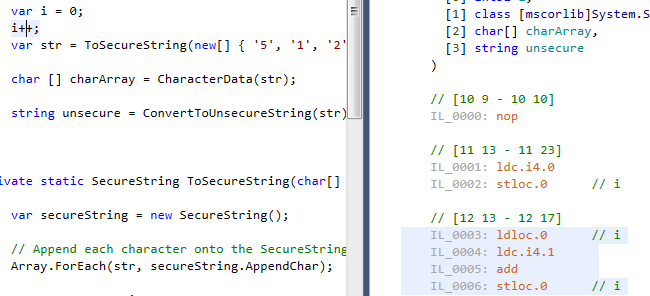 var i = 0;
i++;
var str = ToSecureString(new[] { '5', '1', '2'
char [] charArray = CharacterData(str);
string unsecure = ConvertToUnsecureString(str)
ivate static SecureString ToSecureString(char[]
var secureString = new SecureString();
// Append each character onto the SecureString
Array.ForEach(str, secureString.AppendChar);
[1] class [mscorlib]System.S
[2] char[] charArray,
[3] string unsecure
)
// [10 9 - 10 10]
IL_0000: nop
// [11 13 - 11 23]
IL_0001: ldc.i4.0
IL_0002: stloc.0 // i
// [12 13 - 12 17]
IL_0003: ldloc.0 // i
IL_0004: ldc.i4.1
IL_0005: add
IL_0006: stloc.0 // i